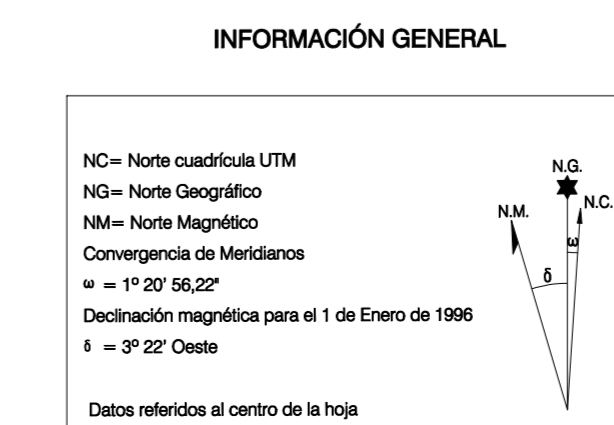 INFORMACIÓN GENERAL
NC= Norte cuadrícula UTM
NG= Norte Geográfico
NM= Norte Magnético
Convergencia de Meridianos
ω = 1º 20' 56,22"
Declinación magnética para el 1 de Enero de 1996
δ = 3º 22' Oeste
Datos referidos al centro de la hoja
N.G.
N.C.
N.M.
ω
δ